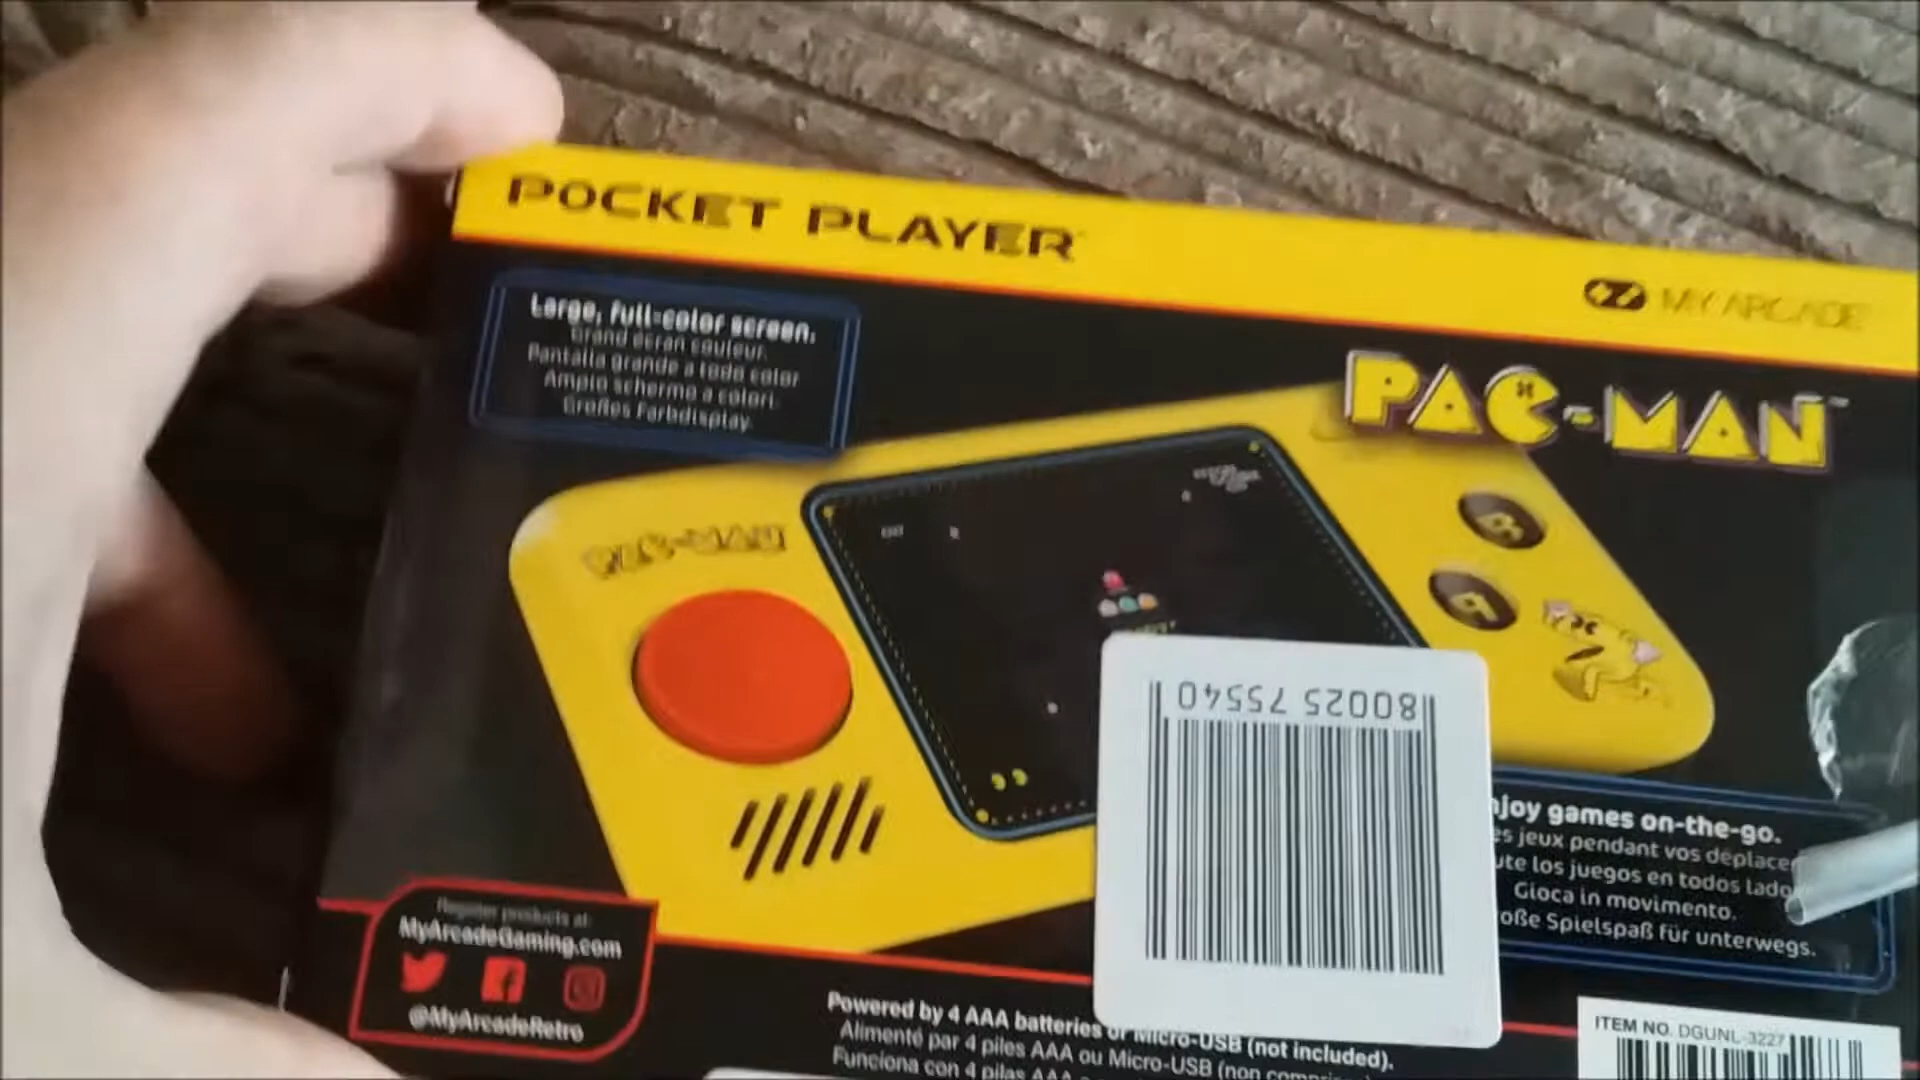 POCKET PLAYER
MY ARCADE
Large, full-color screen.
Grand écran couleur.
Pantalla grande a todo color
Ampio schermo a colori.
Großes Farbdisplay.
PAC-MAN™
PAC-MAN
B
A
80025 75540
njoy games on-the-go.
es jeux pendant vos déplace
ute los juegos en todos lado
Gioca in movimento.
oße Spielspaß für unterwegs.
Register products at:
MyArcadeGaming.com
@MyArcadeRetro
Powered by 4 AAA batteries or Micro-USB (not included).
Alimenté par 4 piles AAA ou Micro-USB (non
Funciona con 4 pilas AAA
ITEM NO. DGUNL-3227